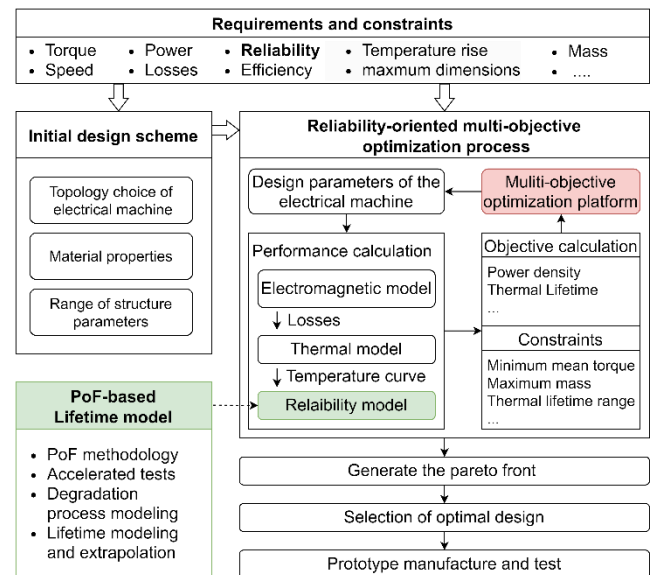 Requirements and constraints
• Torque • Power • Reliability • Temperature rise • Mass
• Speed • Losses • Efficiency • maxmum dimensions • ....
Initial design scheme
Topology choice of
electrical machine
Material properties
Range of structure
parameters
Reliability-oriented multi-objective
optimization process
Design parameters of the
electrical machine
Muliti-objective
optimization platform
Performance calculation
Electromagnetic model
Losses
Thermal model
Temperature curve
Relaibility model
Objective calculation
Power density
Thermal Lifetime
...
Constraints
Minimum mean torque
Maximum mass
Thermal lifetime range
...
PoF-based
Lifetime model
• PoF methodology
• Accelerated tests
• Degradation
process modeling
• Lifetime modeling
and extrapolation
Generate the pareto front
Selection of optimal design
Prototype manufacture and test